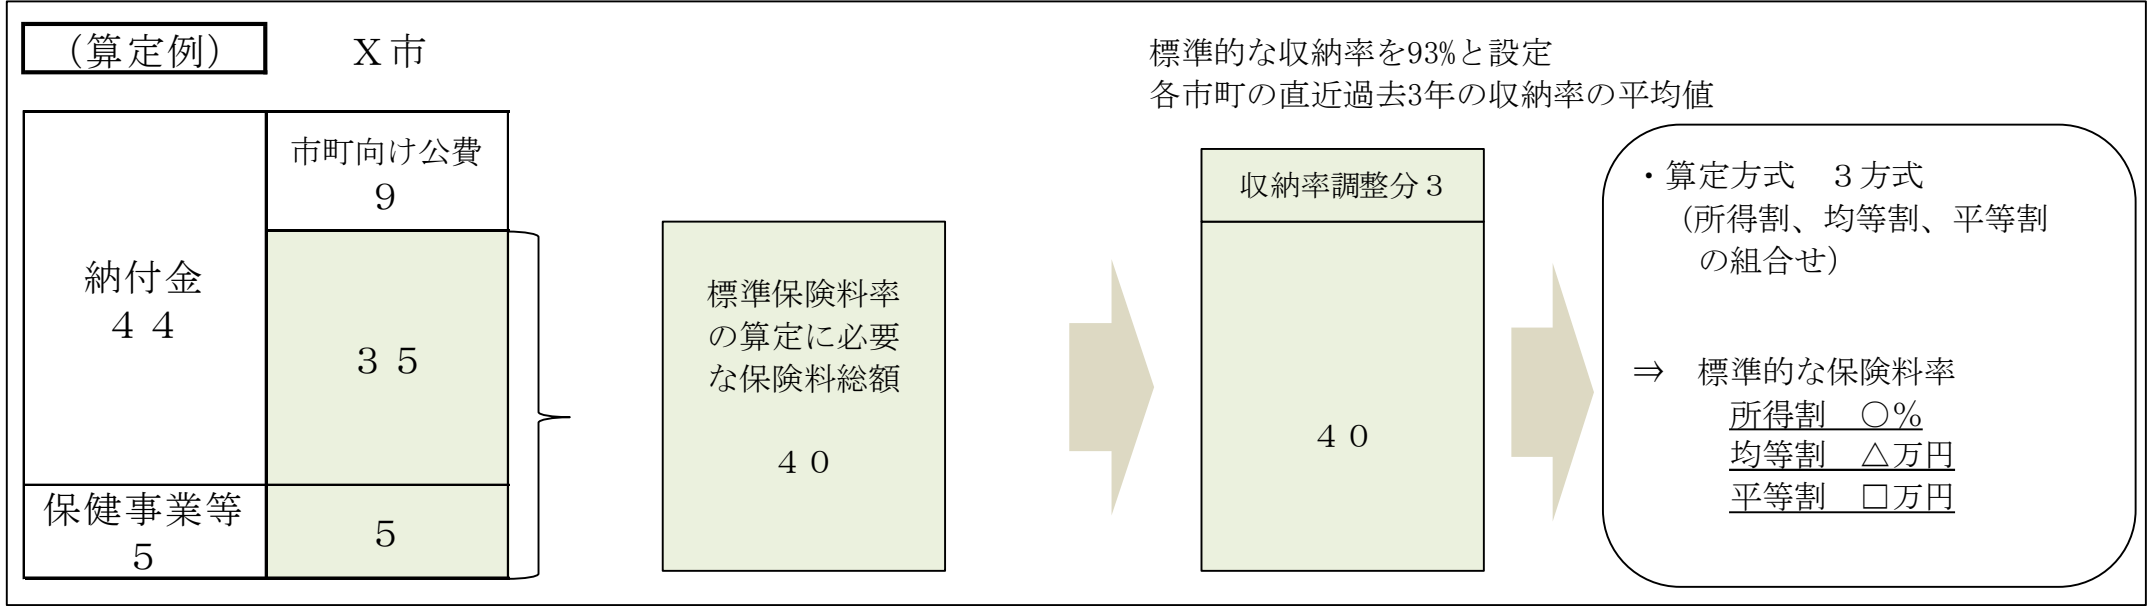 （算定例）
Ｘ市
標準的な収納率を93%と設定
各市町の直近過去3年の収納率の平均値
納付金
４４
市町向け公費
９
３５
保健事業等
５
５
標準保険料率
の算定に必要
な保険料総額
４０
収納率調整分３
４０
・算定方式　３方式
（所得割、均等割、平等割
の組合せ）
⇒　標準的な保険料率
所得割　○％
均等割　△万円
平等割　□万円